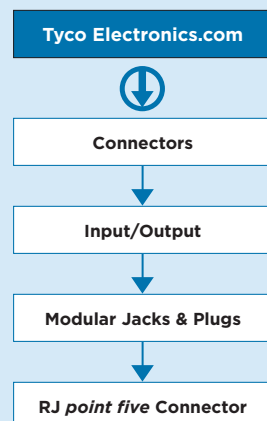 Tyco Electronics.com
Connectors
Input/Output
Modular Jacks & Plugs
RJ point five Connector